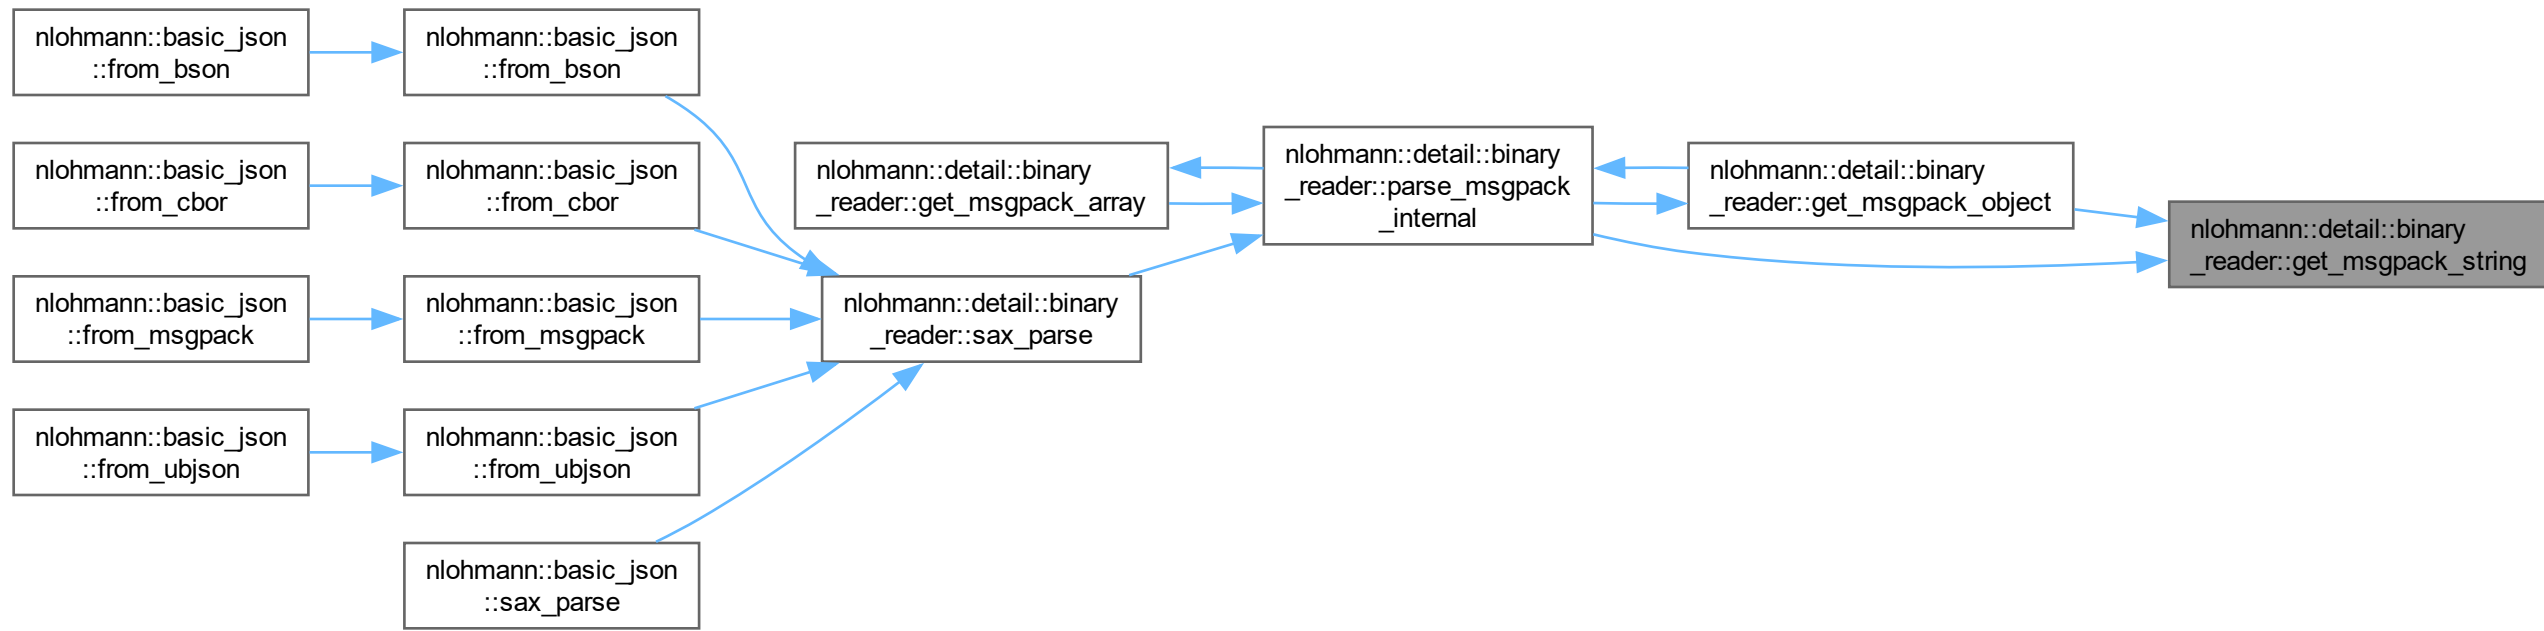 nlohmann::basic_json
::from_bson
nlohmann::basic_json
::from_bson
nlohmann::basic_json
::from_cbor
nlohmann::basic_json
::from_cbor
nlohmann::basic_json
::from_msgpack
nlohmann::basic_json
::from_msgpack
nlohmann::basic_json
::from_ubjson
nlohmann::basic_json
::from_ubjson
nlohmann::basic_json
::sax_parse
nlohmann::detail::binary
_reader::get_msgpack_array
nlohmann::detail::binary
_reader::sax_parse
nlohmann::detail::binary
_reader::parse_msgpack
_internal
nlohmann::detail::binary
_reader::get_msgpack_object
nlohmann::detail::binary
_reader::get_msgpack_string